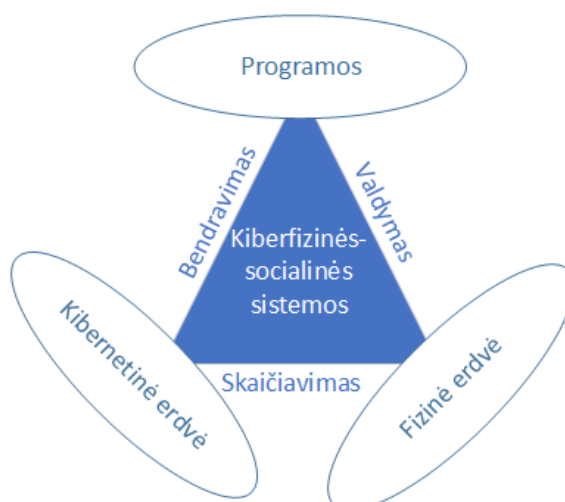 Programos
Bendravimas
Valdymas
Kiberfizinės-
socialinės
sistemos
Kibernetinė erdvė
Skaičiavimas
Fizinė erdvė